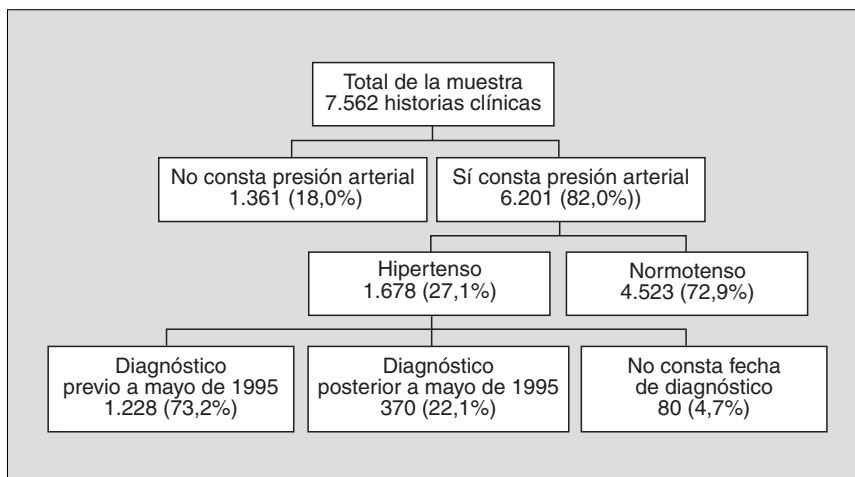 Total de la muestra
7.562 historias clínicas
No consta presión arterial
1.361 (18,0%)
Sí consta presión arterial
6.201 (82,0%))
Hipertenso
1.678 (27,1%)
Normotenso
4.523 (72,9%)
Diagnóstico
previo a mayo de 1995
1.228 (73,2%)
Diagnóstico
posterior a mayo de 1995
370 (22,1%)
No consta fecha
de diagnóstico
80 (4,7%)